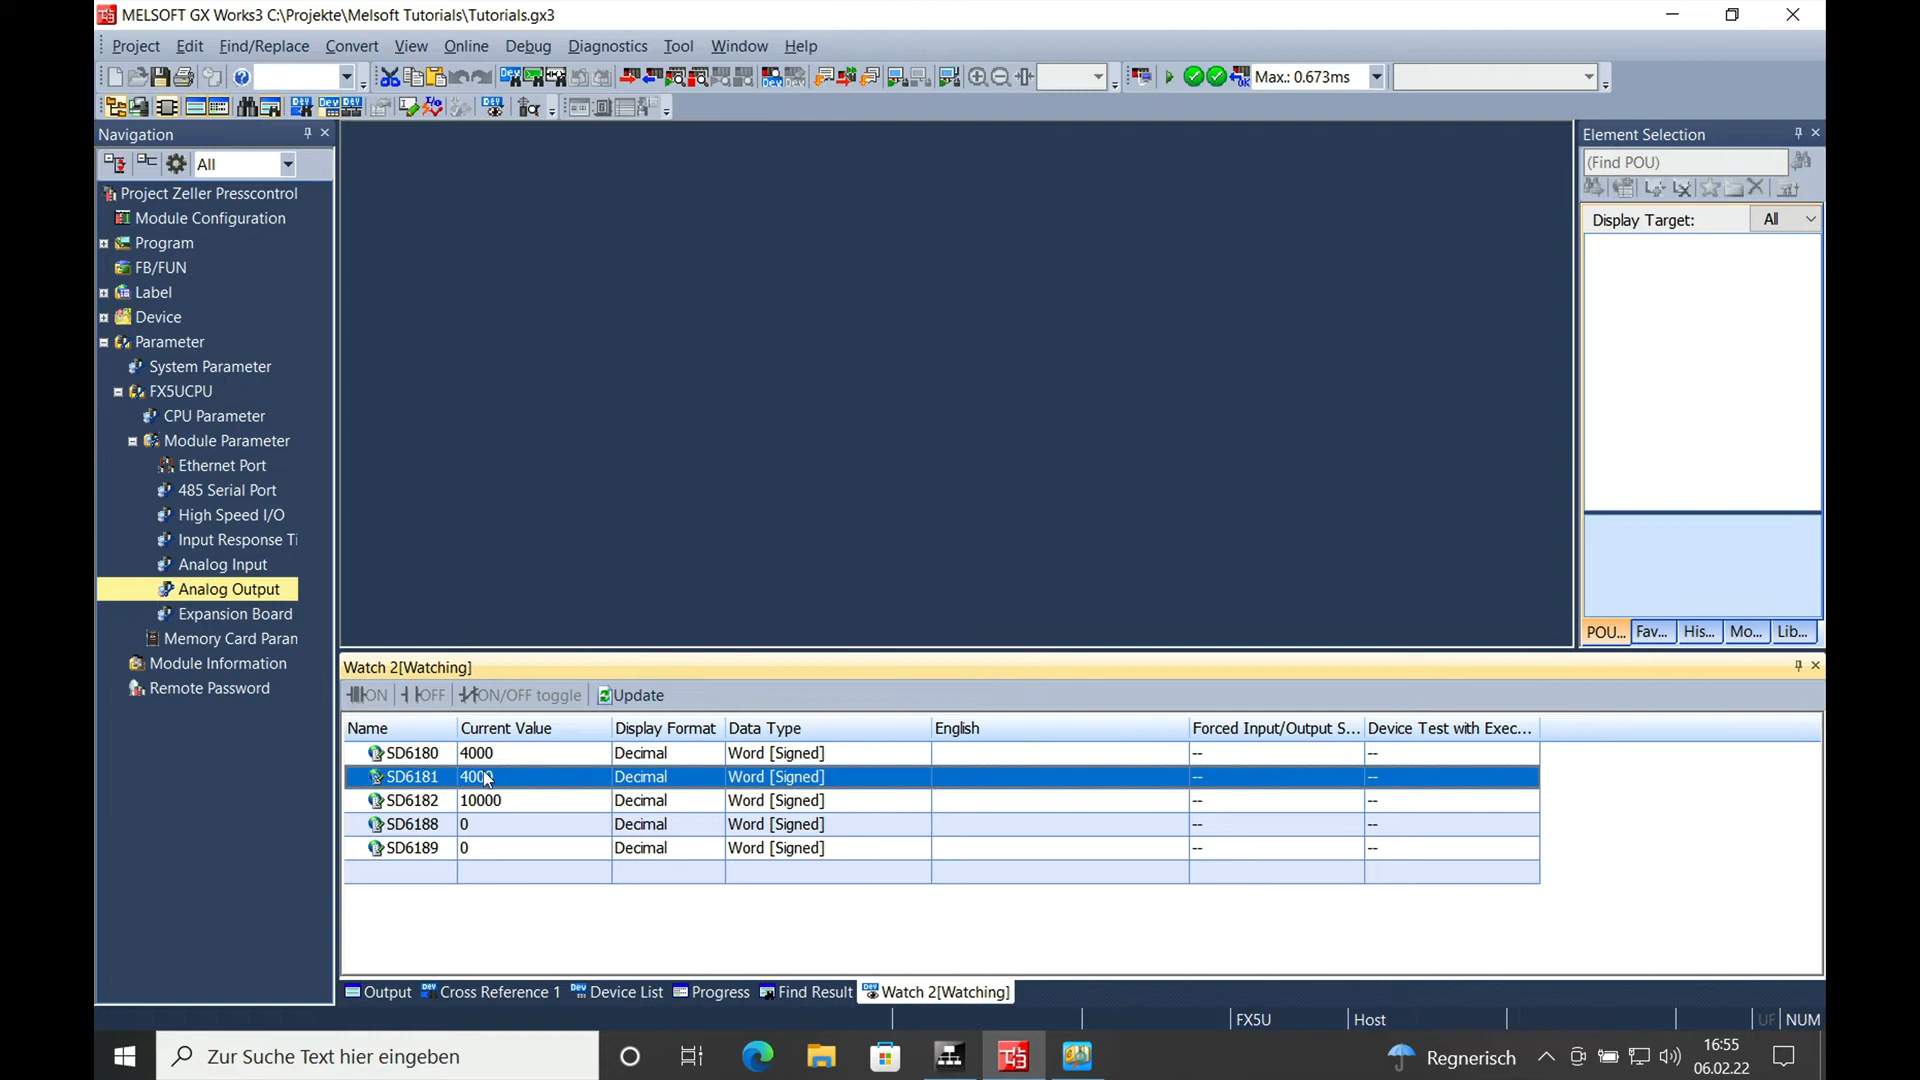 MELSOFT GX Works3 C:\Projekte\Melsoft Tutorials\Tutorials.gx3
Project Edit Find/Replace Convert View Online Debug Diagnostics Tool Window Help
Max.: 0.673ms
Navigation
All
Project Zeller Presscontrol
Module Configuration
Program
FB/FUN
Label
Device
Parameter
System Parameter
FX5UCPU
CPU Parameter
Module Parameter
Ethernet Port
485 Serial Port
High Speed I/O
Input Response Ti
Analog Input
Analog Output
Expansion Board
Memory Card Param
Module Information
Remote Password
Element Selection
(Find POU)
Display Target: All
POU... Fav... His... Mo... Lib...
Watch 2[Watching]
ON OFF ON/OFF toggle Update
Name Current Value Display Format Data Type English Forced Input/Output S... Device Test with Exec...
SD6180 4000 Decimal Word [Signed] -- --
SD6181 4000 Decimal Word [Signed] -- --
SD6182 10000 Decimal Word [Signed] -- --
SD6188 0 Decimal Word [Signed] -- --
SD6189 0 Decimal Word [Signed] -- --
Output Cross Reference 1 Device List Progress Find Result Watch 2[Watching]
FX5U Host UF NUM
Zur Suche Text hier eingeben
Regnerisch
16:55
06.02.22